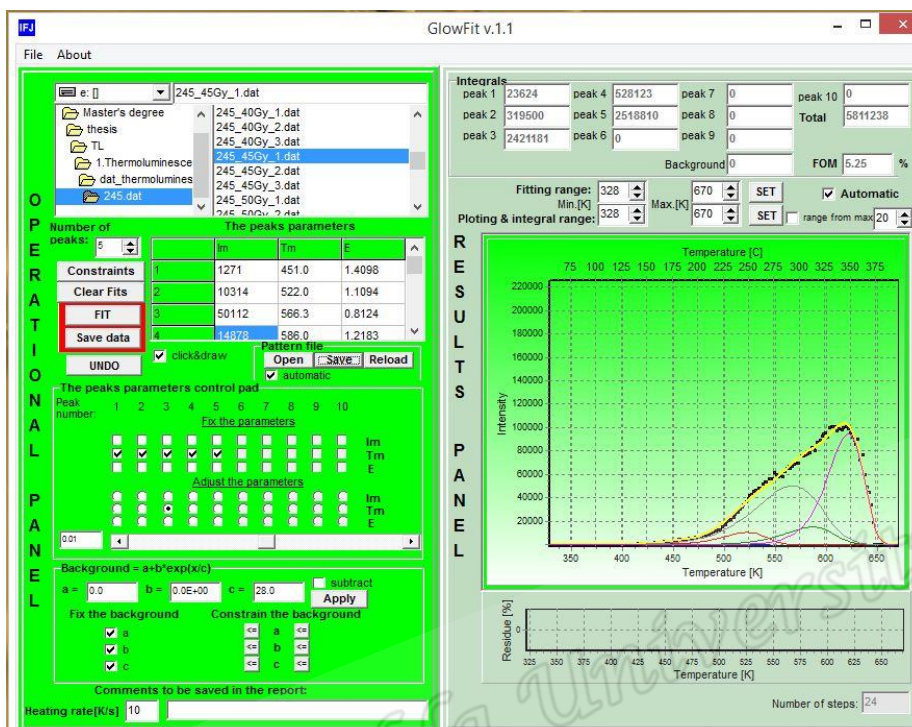 IFJ GlowFit v.1.1
File About
e: [] 245_45Gy_1.dat
Master's degree
thesis
TL
1.Thermoluminesce
dat_thermolumines
245.dat
245_40Gy_1.dat
245_40Gy_2.dat
245_40Gy_3.dat
245_45Gy_1.dat
245_45Gy_2.dat
245_45Gy_3.dat
245_50Gy_1.dat
245_50Gy_2.dat
OPERATIONAL PANEL
Number of peaks: 5
The peaks parameters
Im Tm E
1 1271 451.0 1.4098
2 10314 522.0 1.1094
3 50112 566.3 0.8124
4 14878 586.0 1.2183
Constraints
Clear Fits
FIT
Save data
UNDO
click&draw
Pattern file
Open Save Reload
automatic
The peaks parameters control pad
Peak number: 1 2 3 4 5 6 7 8 9 10
Fix the parameters
Im
Tm
E
Adjust the parameters
Im
Tm
E
0.01
Background = a+b*exp(x/c)
a = 0.0 b = 0.0E+00 c = 28.0 subtract
Apply
Fix the background Constrain the background
a <= a <=
b <= b <=
c <= c <=
Comments to be saved in the report:
Heating rate[K/s] 10
Integrals
peak 1 23624 peak 4 528123 peak 7 0 peak 10 0
peak 2 319500 peak 5 2518810 peak 8 0 Total 5811238
peak 3 2421181 peak 6 0 peak 9 0
Background 0 FOM 5.25 %
Fitting range: 328 670 SET Automatic
Min.[K] Max.[K]
Ploting & integral range: 328 670 SET range from max 20
RESULTS PANEL
Temperature [C]
75 100 125 150 175 200 225 250 275 300 325 350 375
Intensity
220000
200000
180000
160000
140000
120000
100000
80000
60000
40000
20000
350 400 450 500 550 600 650
Temperature [K]
Residue [%]
0
325 350 375 400 425 450 475 500 525 550 575 600 625 650
Temperature [K]
Number of steps: 24